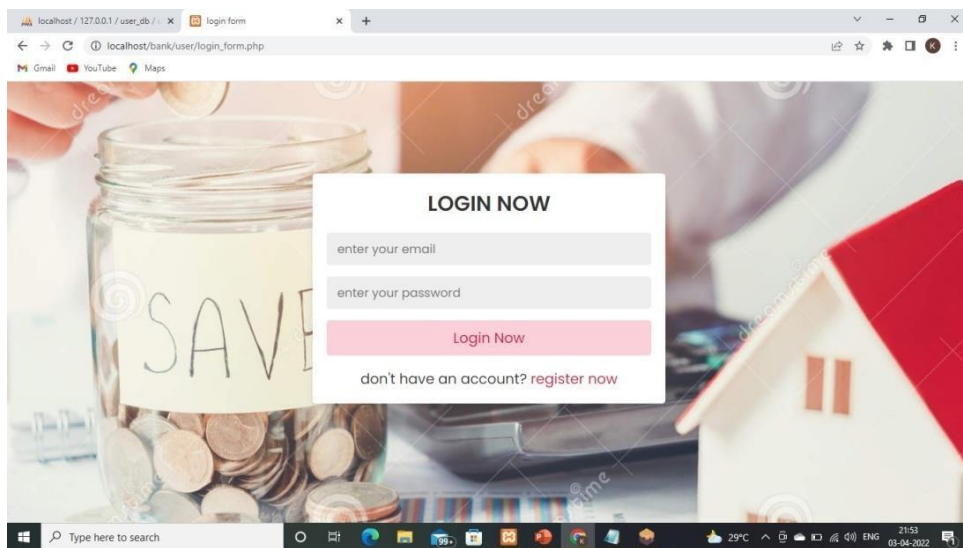 localhost / 127.0.0.1 / user_db /
login form
localhost/bank/user/login_form.php
K
Gmail
YouTube
Maps
LOGIN NOW
enter your email
enter your password
Login Now
don't have an account? register now
SAVE
dreamstime
Type here to search
99+
29°C
ENG
21:53
03-04-2022